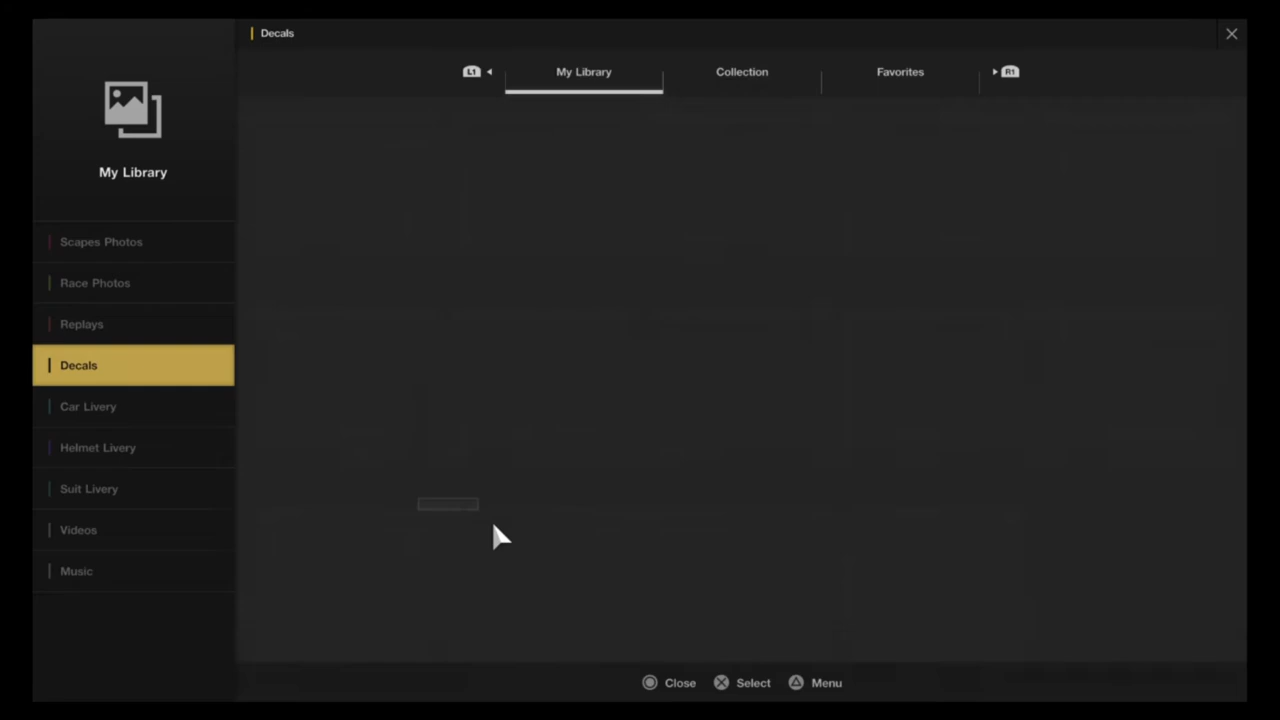 Decals
L1
My Library
Collection
Favorites
R1
My Library
Scapes Photos
Race Photos
Replays
Decals
Car Livery
Helmet Livery
Suit Livery
Videos
Music
Close
Select
Menu